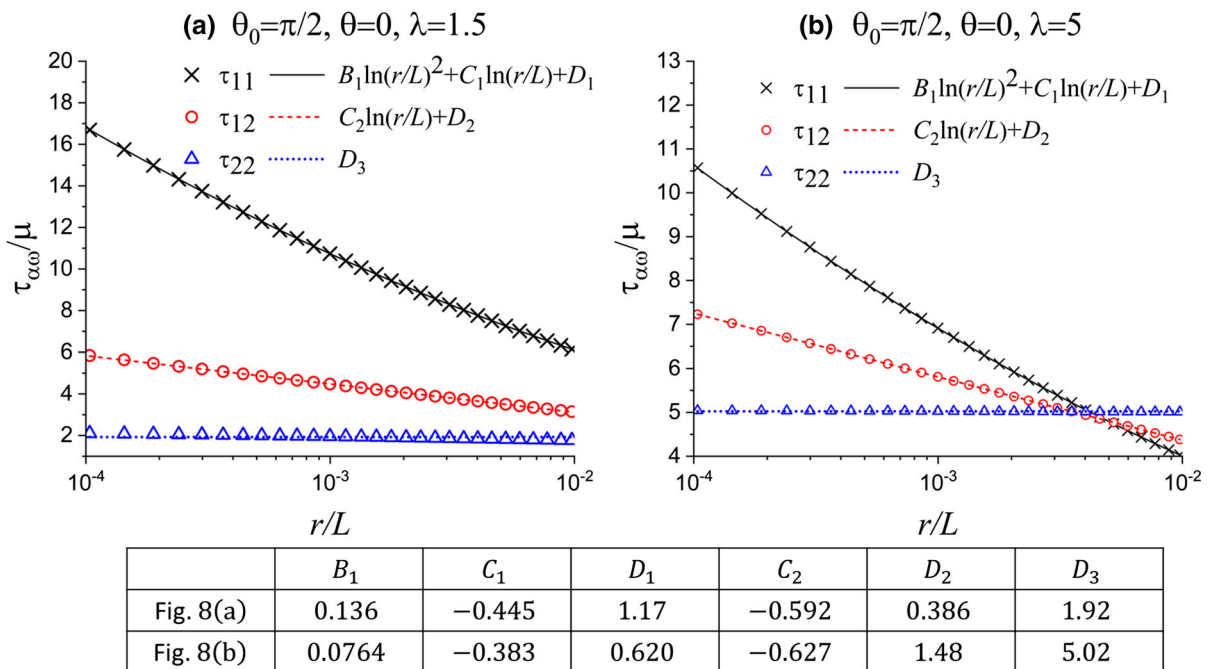 (a) θ₀=π/2, θ=0, λ=1.5
20
18
16
14
12
10
8
6
4
2
τ₁₁ B₁ln(r/L)²+C₁ln(r/L)+D₁
τ₁₂ C₂ln(r/L)+D₂
τ₂₂ D₃
τ_αω/μ
10⁻⁴ 10⁻³ 10⁻²
r/L
(b) θ₀=π/2, θ=0, λ=5
13
12
11
10
9
8
7
6
5
4
τ₁₁ B₁ln(r/L)²+C₁ln(r/L)+D₁
τ₁₂ C₂ln(r/L)+D₂
τ₂₂ D₃
τ_αω/μ
10⁻⁴ 10⁻³ 10⁻²
r/L
B₁ C₁ D₁ C₂ D₂ D₃
Fig. 8(a) 0.136 −0.445 1.17 −0.592 0.386 1.92
Fig. 8(b) 0.0764 −0.383 0.620 −0.627 1.48 5.02